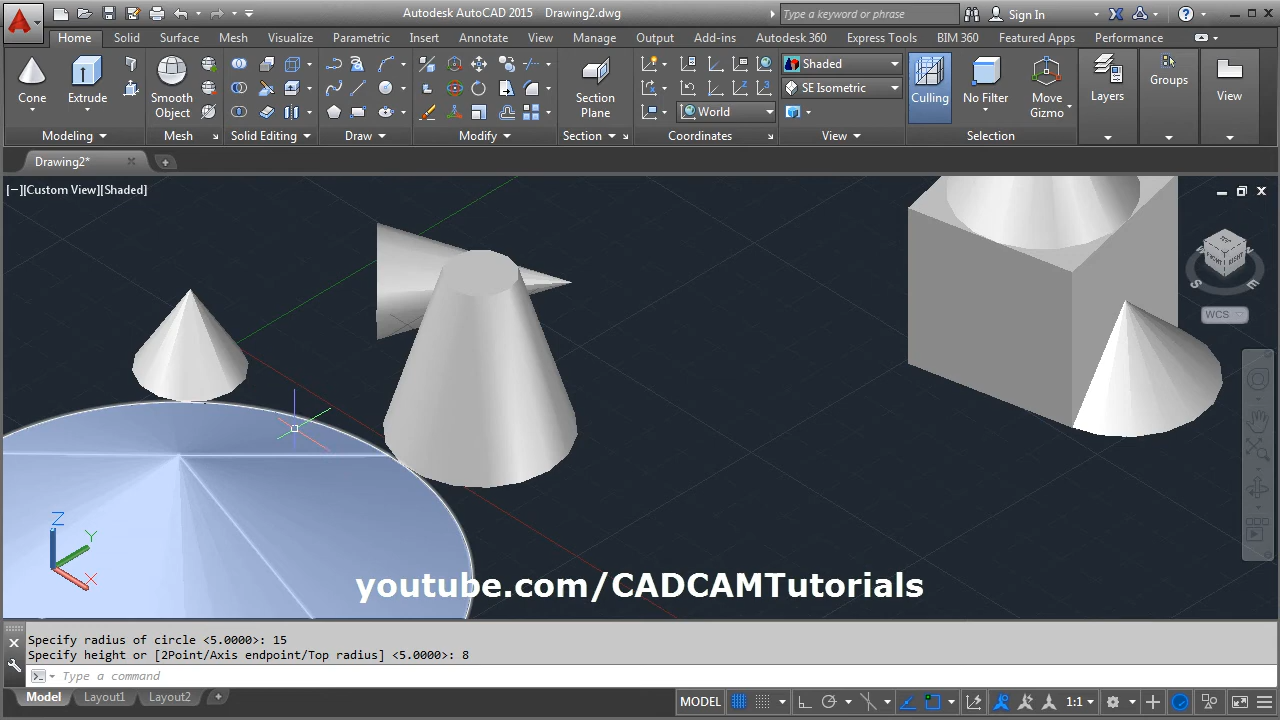 Autodesk AutoCAD 2015 Drawing2.dwg
Type a keyword or phrase
Sign In
Home Solid Surface Mesh Visualize Parametric Insert Annotate View Manage Output Add-ins Autodesk 360 Express Tools BIM 360 Featured Apps Performance
Cone
Extrude
Smooth
Object
Section
Plane
World
Shaded
SE Isometric
Culling
No Filter
Move
Gizmo
Layers
Groups
View
Modeling
Mesh
Solid Editing
Draw
Modify
Section
Coordinates
View
Selection
Drawing2*
[−][Custom View][Shaded]
TOP
FRONT
RIGHT
S
E
WCS
Z
Y
X
youtube.com/CADCAMTutorials
Specify radius of circle <5.0000>: 15
Specify height or [2Point/Axis endpoint/Top radius] <5.0000>: 8
Type a command
Model Layout1 Layout2
MODEL
1:1